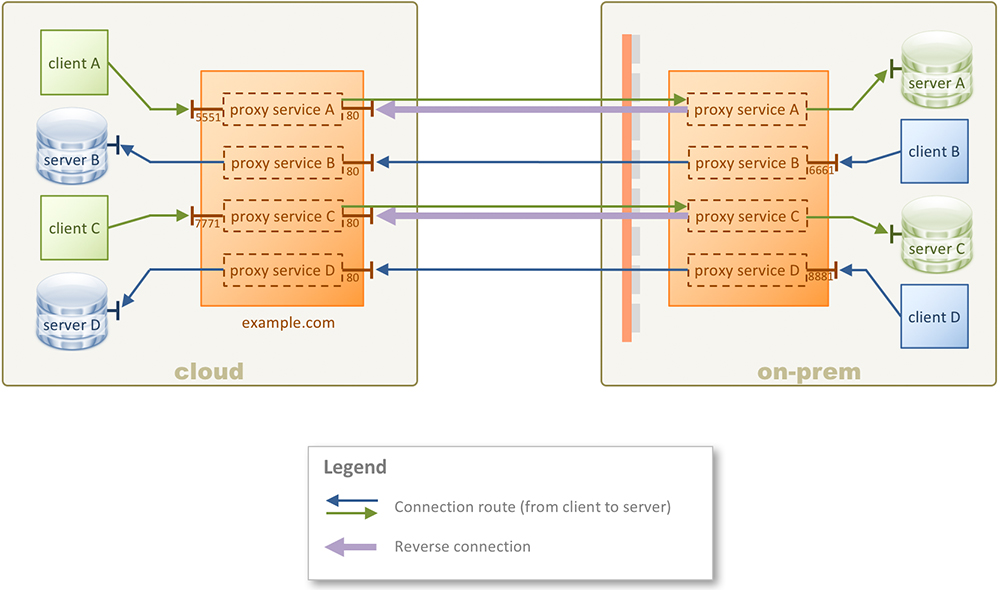 client A
server A
proxy service A
5551
80
proxy service A
server B
proxy service B
80
proxy service B
6661
client B
client C
proxy service C
7771
80
proxy service C
server C
server D
proxy service D
80
proxy service D
8881
client D
example.com
cloud
on-prem
Legend
Connection route (from client to server)
Reverse connection